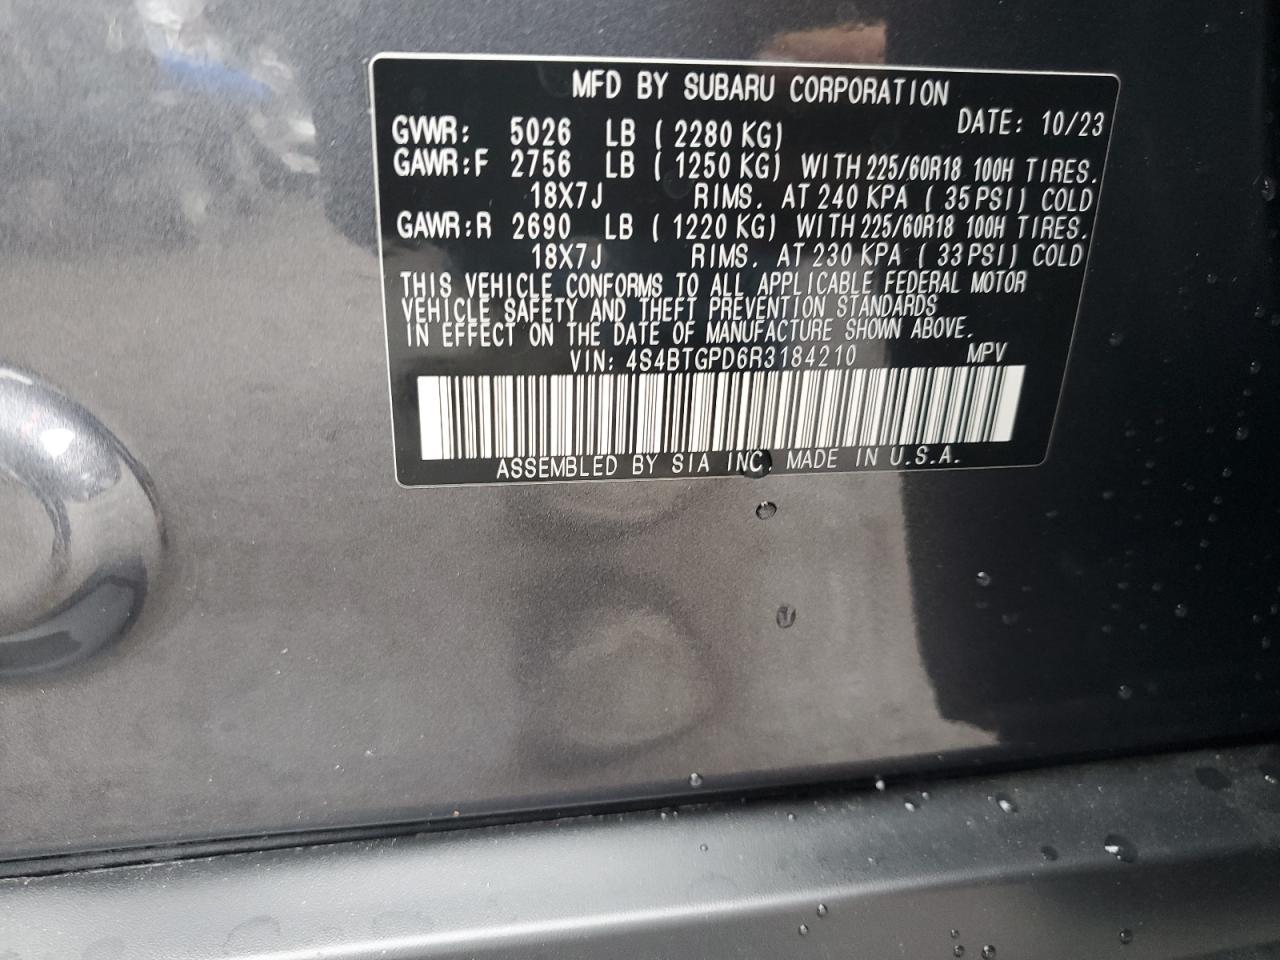 MFD BY SUBARU CORPORATION
DATE: 10/23
GVWR: 5026 LB ( 2280 KG)
GAWR:F 2756 LB ( 1250 KG) WITH 225/60R18 100H TIRES.
18X7J RIMS. AT 240 KPA ( 35 PSI) COLD
GAWR:R 2690 LB ( 1220 KG) WITH 225/60R18 100H TIRES.
18X7J RIMS. AT 230 KPA ( 33 PSI) COLD
THIS VEHICLE CONFORMS TO ALL APPLICABLE FEDERAL MOTOR
VEHICLE SAFETY AND THEFT PREVENTION STANDARDS
IN EFFECT ON THE DATE OF MANUFACTURE SHOWN ABOVE.
VIN: 4S4BTGPD6R3184210 MPV
ASSEMBLED BY SIA INC. MADE IN U.S.A.